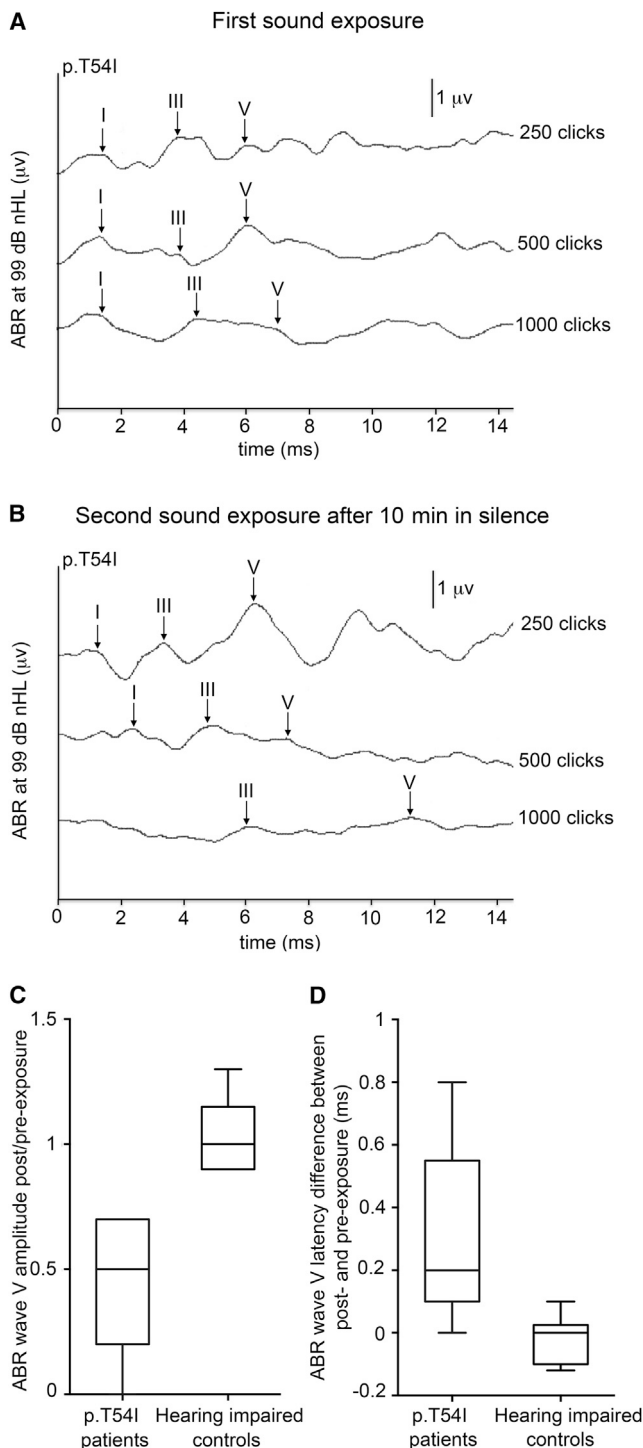 A
First sound exposure
p.T54I
1 μv
I
III
V
250 clicks
I
III
V
500 clicks
I
III
V
1000 clicks
ABR at 99 dB nHL (μv)
0 2 4 6 8 10 12 14
time (ms)
B
Second sound exposure after 10 min in silence
p.T54I
1 μv
I
III
V
250 clicks
I
III
V
500 clicks
III
V
1000 clicks
ABR at 99 dB nHL (μv)
0 2 4 6 8 10 12 14
time (ms)
C
ABR wave V amplitude post/pre-exposure
1.5
1
0.5
0
p.T54I
patients
Hearing impaired
controls
D
ABR wave V latency difference between
post- and pre-exposure (ms)
1
0.8
0.6
0.4
0.2
0
-0.2
p.T54I
patients
Hearing impaired
controls